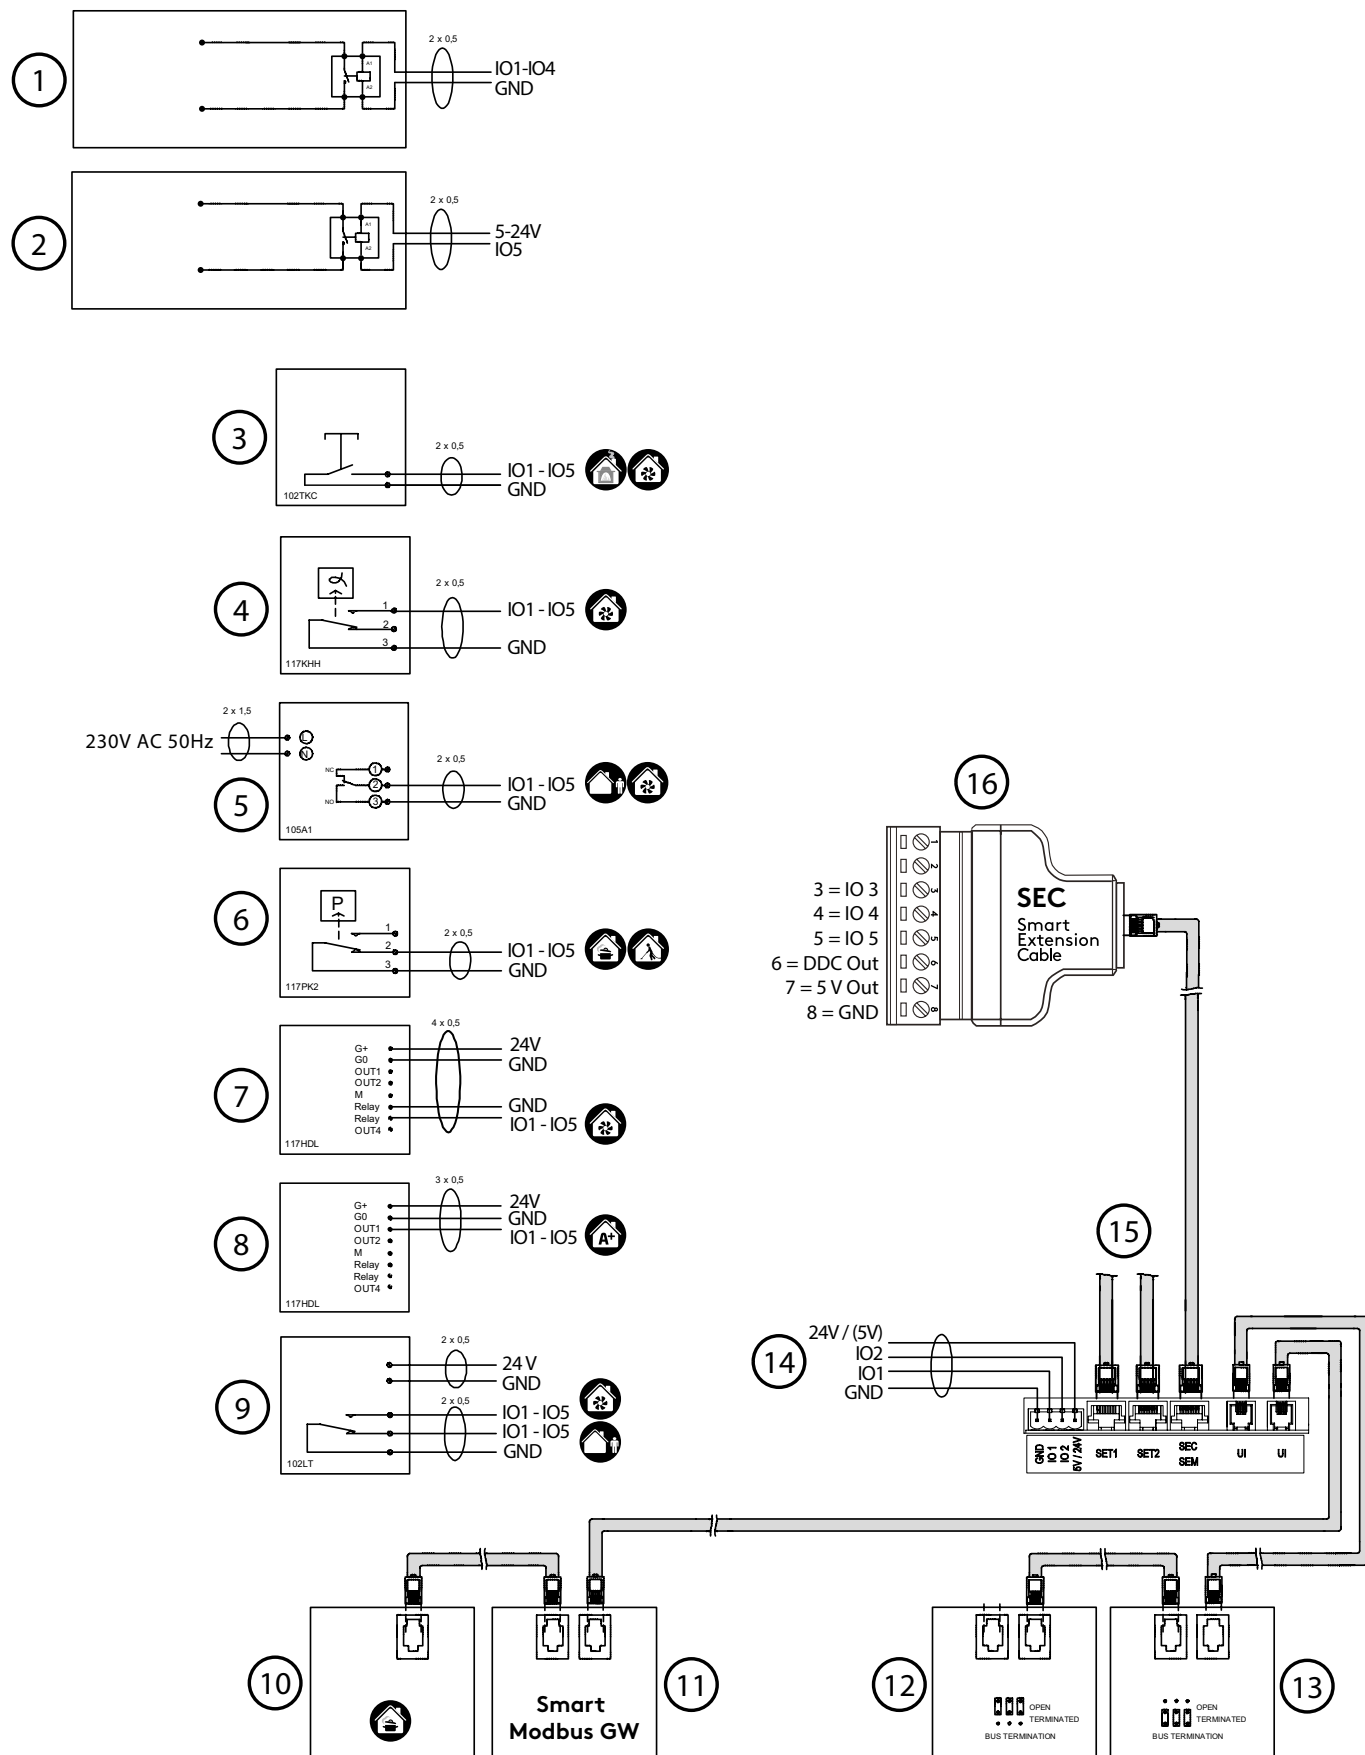 1
A1
A2
2 x 0,5
IO1-IO4
GND
2
A1
A2
2 x 0,5
5-24V
IO5
3
102TKC
2 x 0,5
IO1 - IO5
GND
4
117KHH
1
2
3
2 x 0,5
IO1 - IO5
GND
2 x 1,5
230V AC 50Hz
L
N
5
NC
NO
1
2
3
105A1
2 x 0,5
IO1 - IO5
GND
6
P
1
2
3
117PK2
2 x 0,5
IO1 - IO5
GND
7
G+
G0
OUT1
OUT2
M
Relay
Relay
OUT4
117HDL
4 x 0,5
24V
GND
GND
IO1 - IO5
8
G+
G0
OUT1
OUT2
M
Relay
Relay
OUT4
117HDL
3 x 0,5
24V
GND
IO1 - IO5
A+
9
102LT
2 x 0,5
24 V
GND
2 x 0,5
IO1 - IO5
IO1 - IO5
GND
16
1
2
3
4
5
6
7
8
3 = IO 3
4 = IO 4
5 = IO 5
6 = DDC Out
7 = 5 V Out
8 = GND
SEC
Smart
Extension
Cable
15
14
24V / (5V)
IO2
IO1
GND
GND
IO 1
IO 2
5V / 24V
SET1
SET2
SEC
SEM
UI
UI
10
Smart
Modbus GW
11
12
OPEN
TERMINATED
BUS TERMINATION
OPEN
TERMINATED
BUS TERMINATION
13